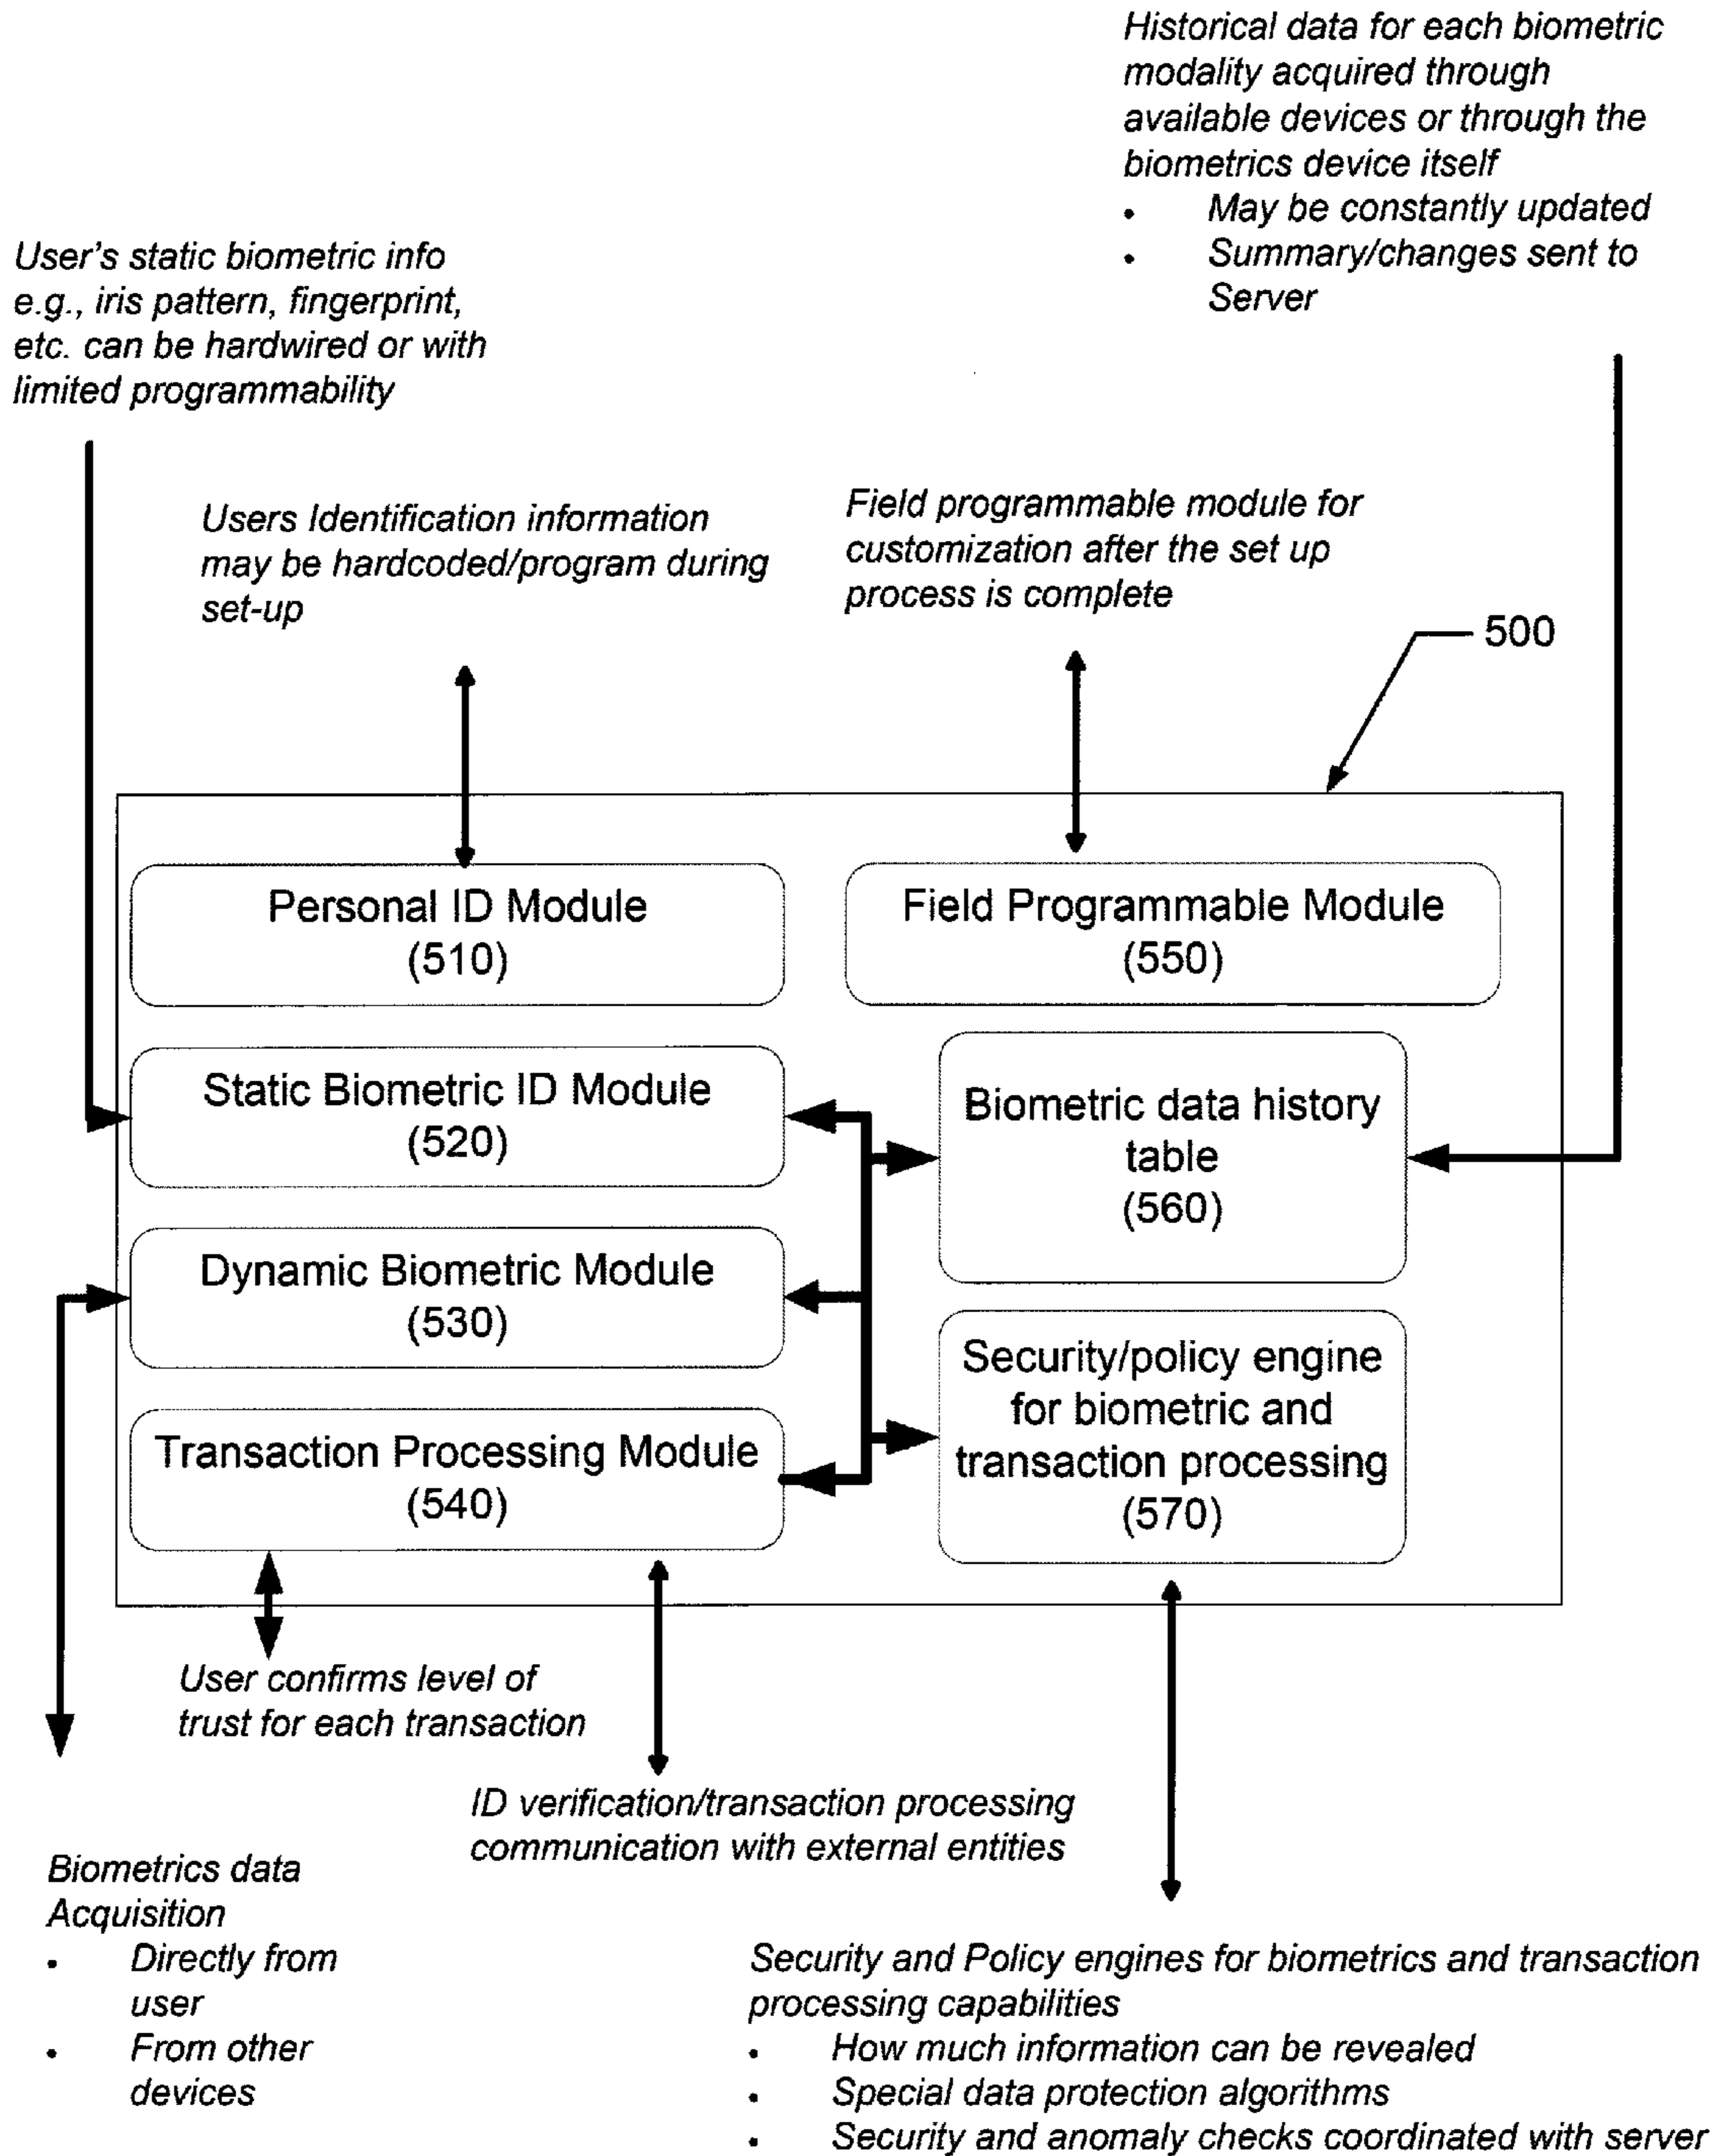 Historical data for each biometric
modality acquired through
available devices or through the
biometrics device itself
• May be constantly updated
• Summary/changes sent to
Server
User's static biometric info
e.g., iris pattern, fingerprint,
etc. can be hardwired or with
limited programmability
Users Identification information
may be hardcoded/program during
set-up
Field programmable module for
customization after the set up
process is complete
500
Personal ID Module
(510)
Field Programmable Module
(550)
Static Biometric ID Module
(520)
Biometric data history
table
(560)
Dynamic Biometric Module
(530)
Security/policy engine
for biometric and
transaction processing
(570)
Transaction Processing Module
(540)
User confirms level of
trust for each transaction
ID verification/transaction processing
communication with external entities
Biometrics data
Acquisition
• Directly from
user
• From other
devices
Security and Policy engines for biometrics and transaction
processing capabilities
• How much information can be revealed
• Special data protection algorithms
• Security and anomaly checks coordinated with server